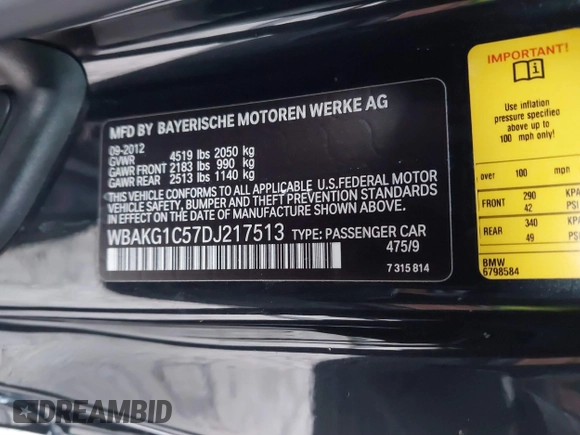 MFD BY BAYERISCHE MOTOREN WERKE AG
09-2012
GVWR 4519 lbs 2050 kg
GAWR FRONT 2183 lbs 990 kg
GAWR REAR 2513 lbs 1140 kg
THIS VEHICLE CONFORMS TO ALL APPLICABLE U.S.FEDERAL MOTOR
VEHICLE SAFETY, BUMPER AND THEFT PREVENTION STANDARDS
IN EFFECT ON THE DATE OF MANUFACTURE SHOWN ABOVE.
WBAKG1C57DJ217513 TYPE: PASSENGER CAR
475/9
7 315 814
IMPORTANT!
Use inflation
pressure of
specified below
for speeds
above up to
100 mph only!
over 100 mph
FRONT 290 KPA
42 PSI
REAR 340 KPA
49 PSI
BMW
6798584
DREAMBID